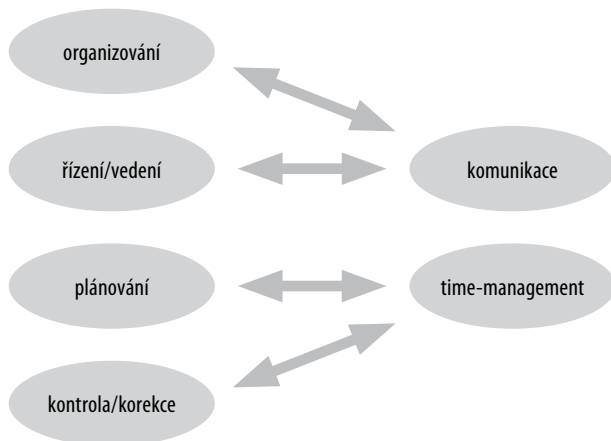 organizování
řízení/vedení
komunikace
plánování
time-management
kontrola/korekce